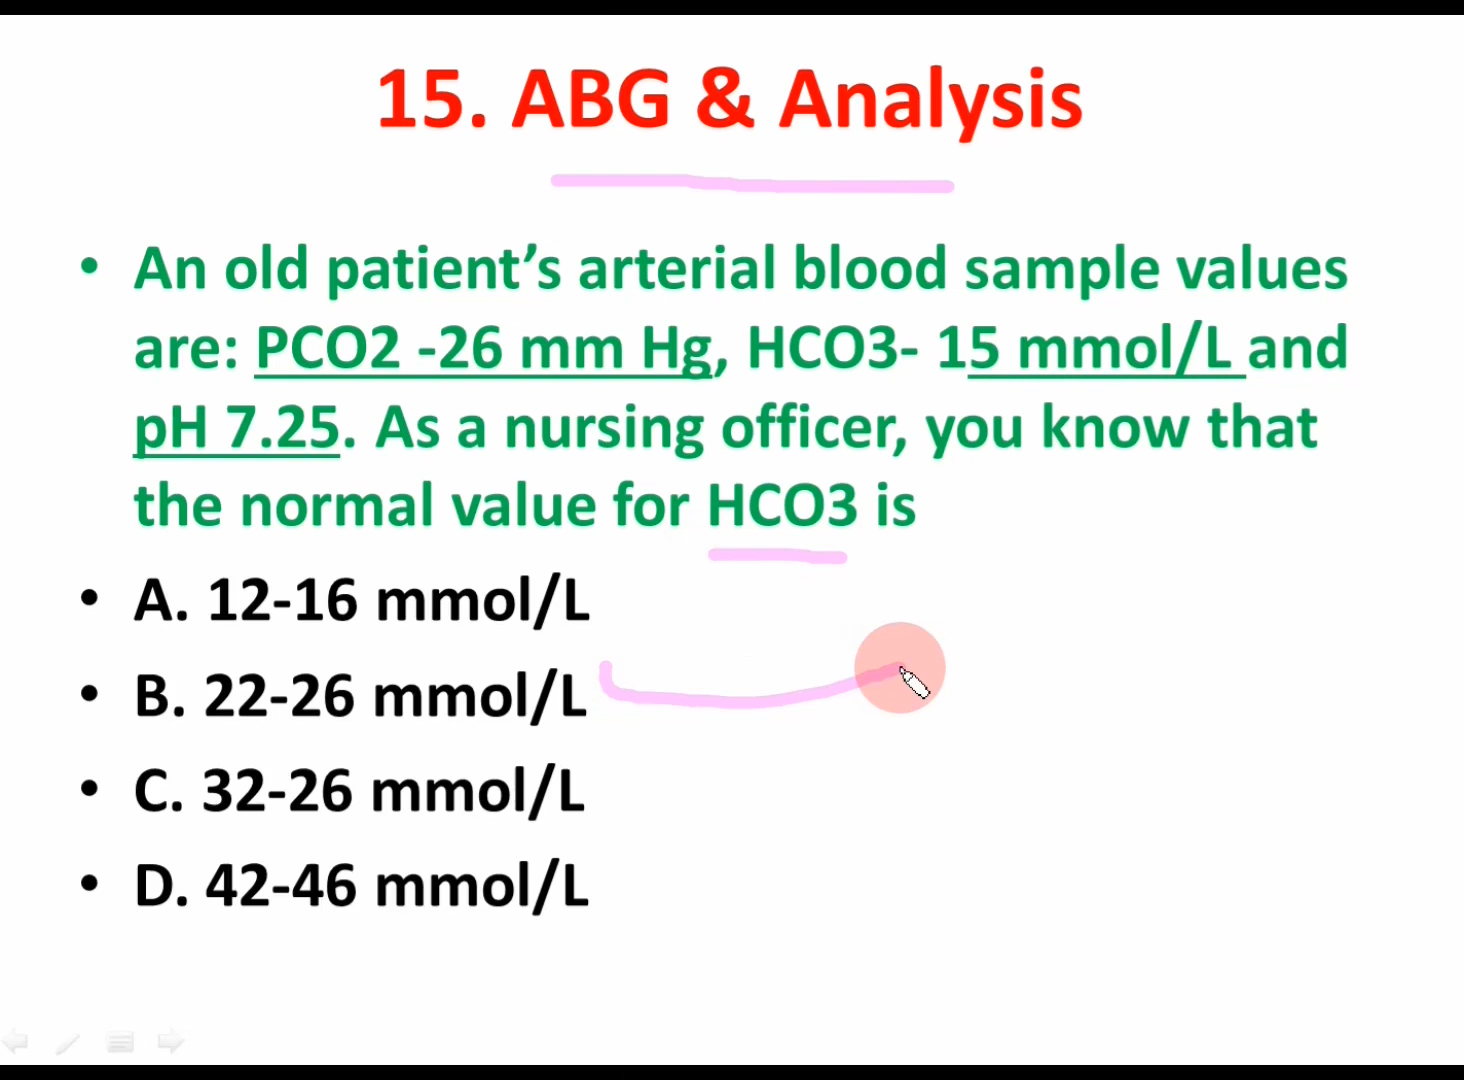 15. ABG & Analysis
• An old patient’s arterial blood sample values
are: PCO2 -26 mm Hg, HCO3- 15 mmol/L and
pH 7.25. As a nursing officer, you know that
the normal value for HCO3 is
• A. 12-16 mmol/L
• B. 22-26 mmol/L
• C. 32-26 mmol/L
• D. 42-46 mmol/L